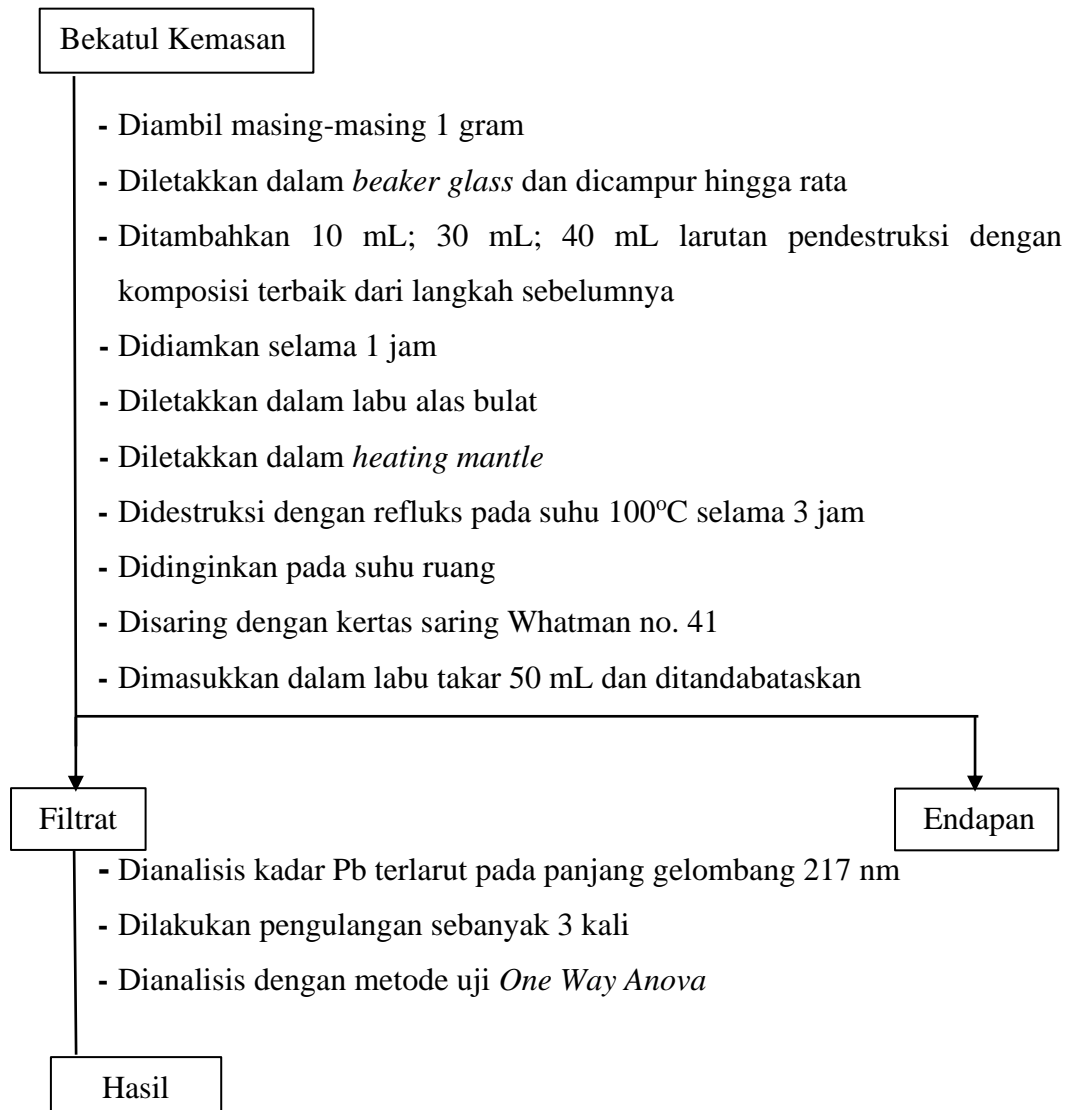 Bekatul Kemasan
- Diambil masing-masing 1 gram
- Diletakkan dalam beaker glass dan dicampur hingga rata
- Ditambahkan 10 mL; 30 mL; 40 mL larutan pendestruksi dengan
komposisi terbaik dari langkah sebelumnya
- Didiamkan selama 1 jam
- Diletakkan dalam labu alas bulat
- Diletakkan dalam heating mantle
- Didestruksi dengan refluks pada suhu 100°C selama 3 jam
- Didinginkan pada suhu ruang
- Disaring dengan kertas saring Whatman no. 41
- Dimasukkan dalam labu takar 50 mL dan ditandabataskan
Filtrat
Endapan
- Dianalisis kadar Pb terlarut pada panjang gelombang 217 nm
- Dilakukan pengulangan sebanyak 3 kali
- Dianalisis dengan metode uji One Way Anova
Hasil